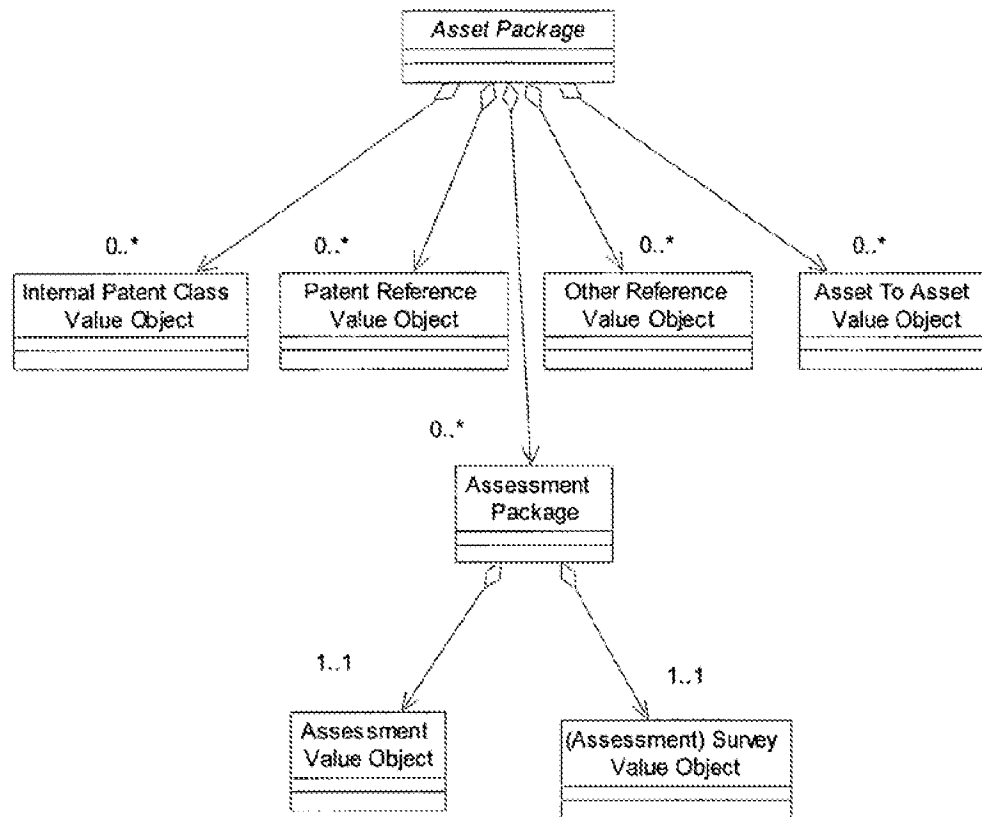 Asset Package
0..*
0..*
0..*
0..*
Internal Patent Class
Value Object
Patent Reference
Value Object
Other Reference
Value Object
Asset To Asset
Value Object
0..*
Assessment
Package
1..1
1..1
Assessment
Value Object
(Assessment) Survey
Value Object